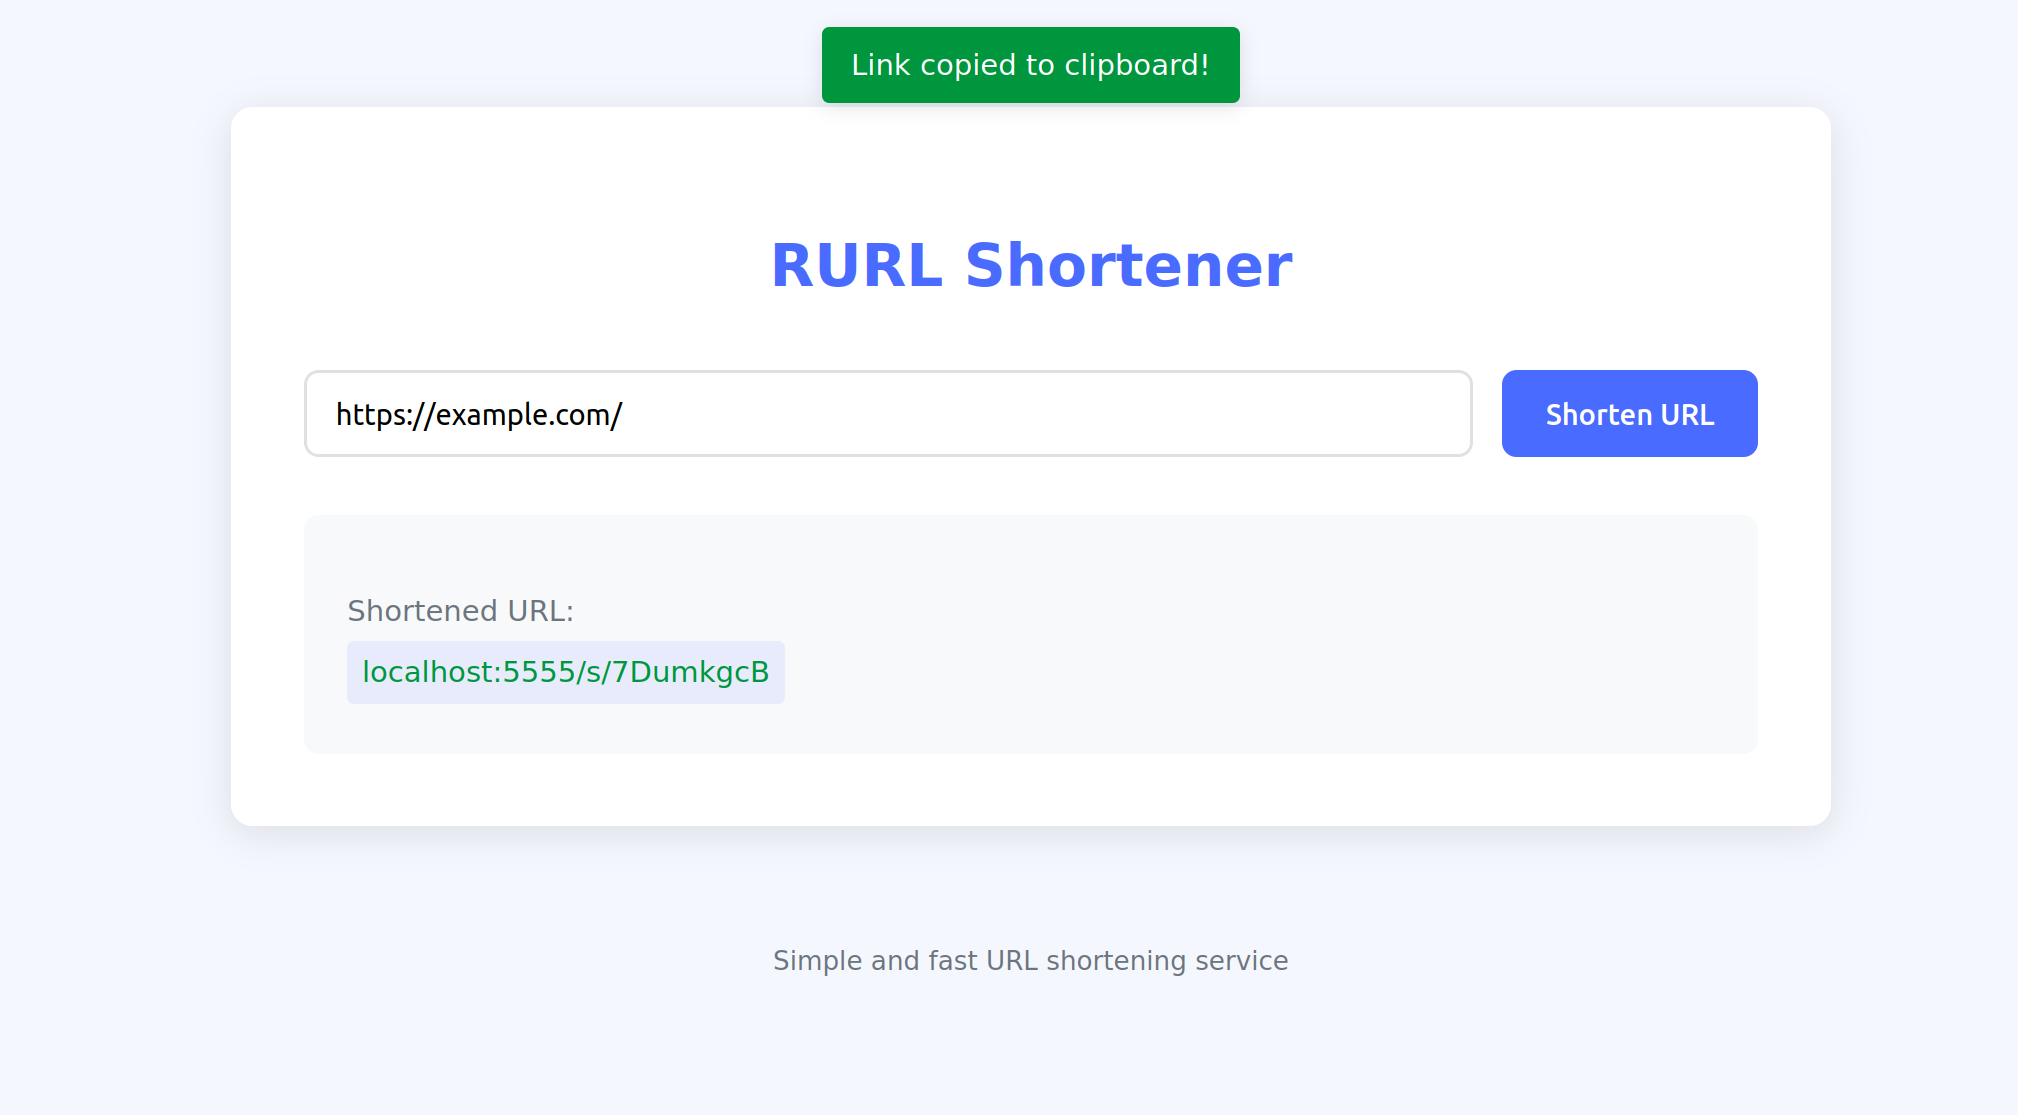 Link copied to clipboard!
RURL Shortener
https://example.com/
Shorten URL
Shortened URL:
localhost:5555/s/7DumkgcB
Simple and fast URL shortening service